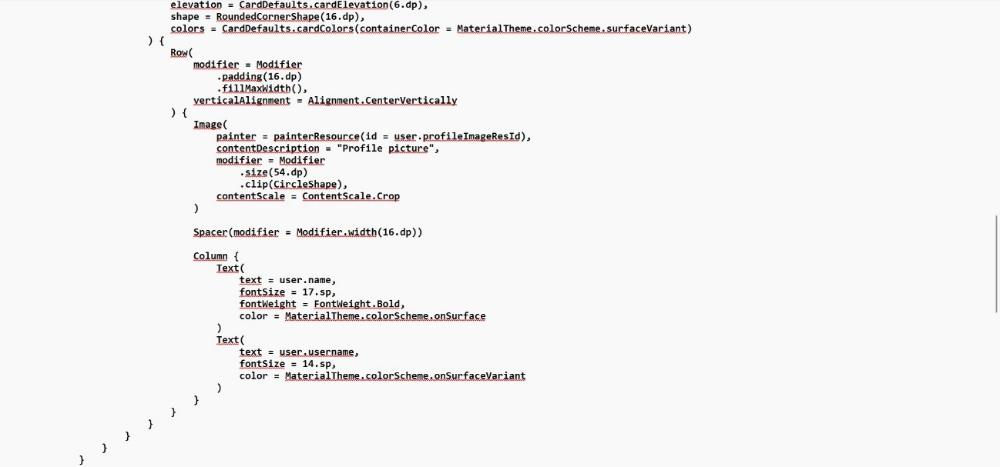 elevation = CardDefaults.cardElevation(6.dp),
shape = RoundedCornerShape(16.dp),
colors = CardDefaults.cardColors(containerColor = MaterialTheme.colorScheme.surfaceVariant)
) {
Row(
modifier = Modifier
.padding(16.dp)
.fillMaxWidth(),
verticalAlignment = Alignment.CenterVertically
) {
Image(
painter = painterResource(id = user.profileImageResId),
contentDescription = "Profile picture",
modifier = Modifier
.size(54.dp)
.clip(CircleShape),
contentScale = ContentScale.Crop
)
Spacer(modifier = Modifier.width(16.dp))
Column {
Text(
text = user.name,
fontSize = 17.sp,
fontWeight = FontWeight.Bold,
color = MaterialTheme.colorScheme.onSurface
)
Text(
text = user.username,
fontSize = 14.sp,
color = MaterialTheme.colorScheme.onSurfaceVariant
)
}
}
}
}
}
}